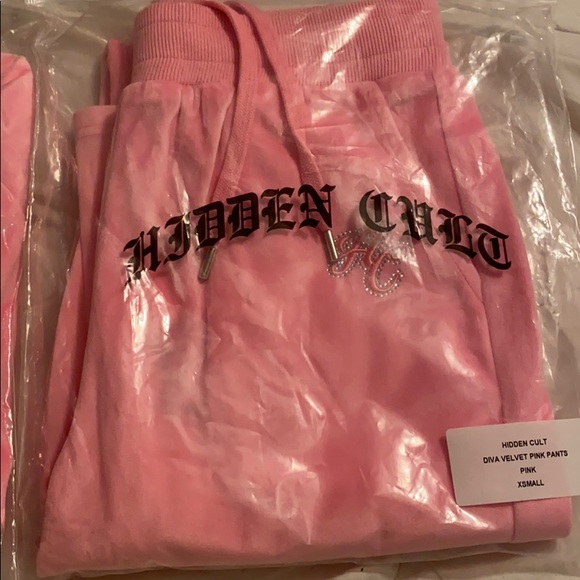 HIDDEN CULT
HC
HIDDEN CULT
DIVA VELVET PINK PANTS
PINK
XSMALL